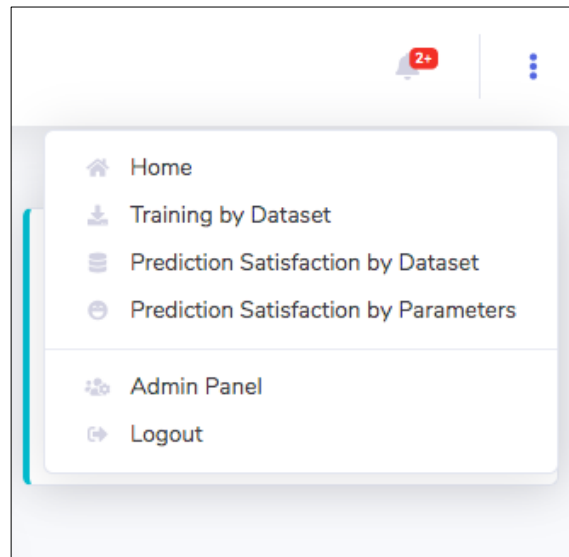 2+
Home
Training by Dataset
Prediction Satisfaction by Dataset
Prediction Satisfaction by Parameters
Admin Panel
Logout